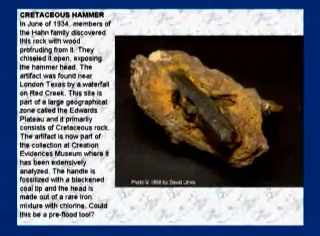 CRETACEOUS HAMMER
In June of 1934, members of
the Hahn family discovered
this rock with wood
protruding from it. They
chiseled it open, exposing
the hammer head. The
artifact was found near
London Texas by a waterfall
on Red Creek. This site is
part of a large geographical
zone called the Edwards
Plateau and it primarily
consists of Cretaceous rock.
The artifact is now part of
the collection at Creation
Evidences Museum where it
has been extensively
analyzed. The handle is
fossilized with a blackened
coal tip and the head is
made out of a rare iron
mixture with chlorine. Could
this be a pre-flood tool?
Photo © 1998 by David Lines